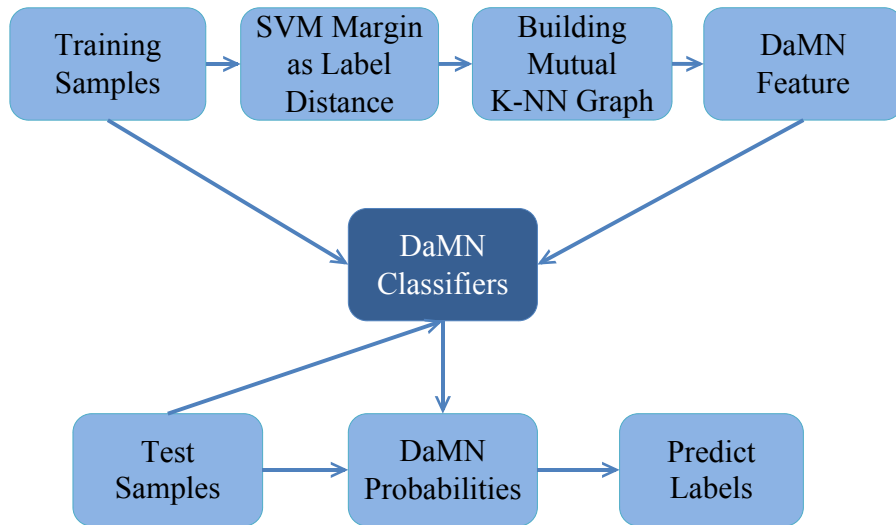 Training
Samples
SVM Margin
as Label
Distance
Building
Mutual
K-NN Graph
DaMN
Feature
DaMN
Classifiers
Test
Samples
DaMN
Probabilities
Predict
Labels